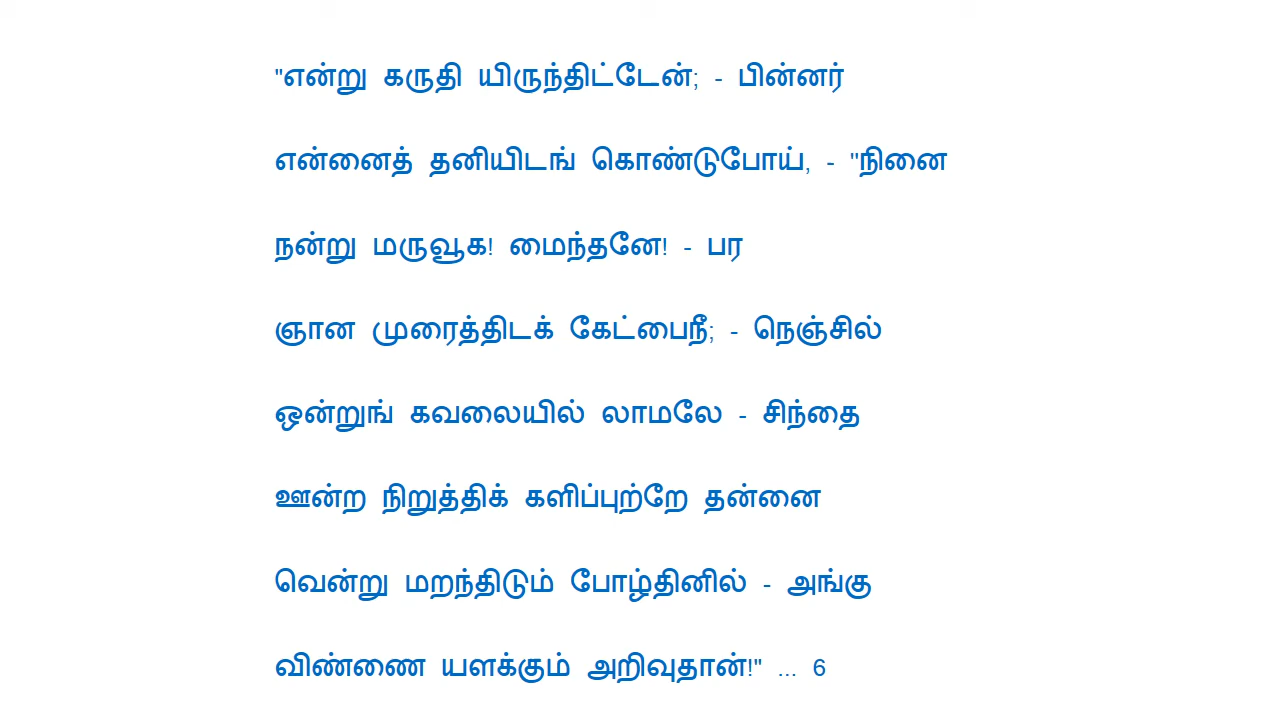 "என்று கருதி யிருந்திட்டேன்; - பின்னர்
என்னைத் தனியிடங் கொண்டுபோய், - "நினை
நன்று மருவூக! மைந்தனே! - பர
ஞான முரைத்திடக் கேட்பைநீ; - நெஞ்சில்
ஒன்றுங் கவலையில் லாமலே - சிந்தை
ஊன்ற நிறுத்திக் களிப்புற்றே தன்னை
வென்று மறந்திடும் போழ்தினில் - அங்கு
விண்ணை யளக்கும் அறிவுதான்!" ... 6